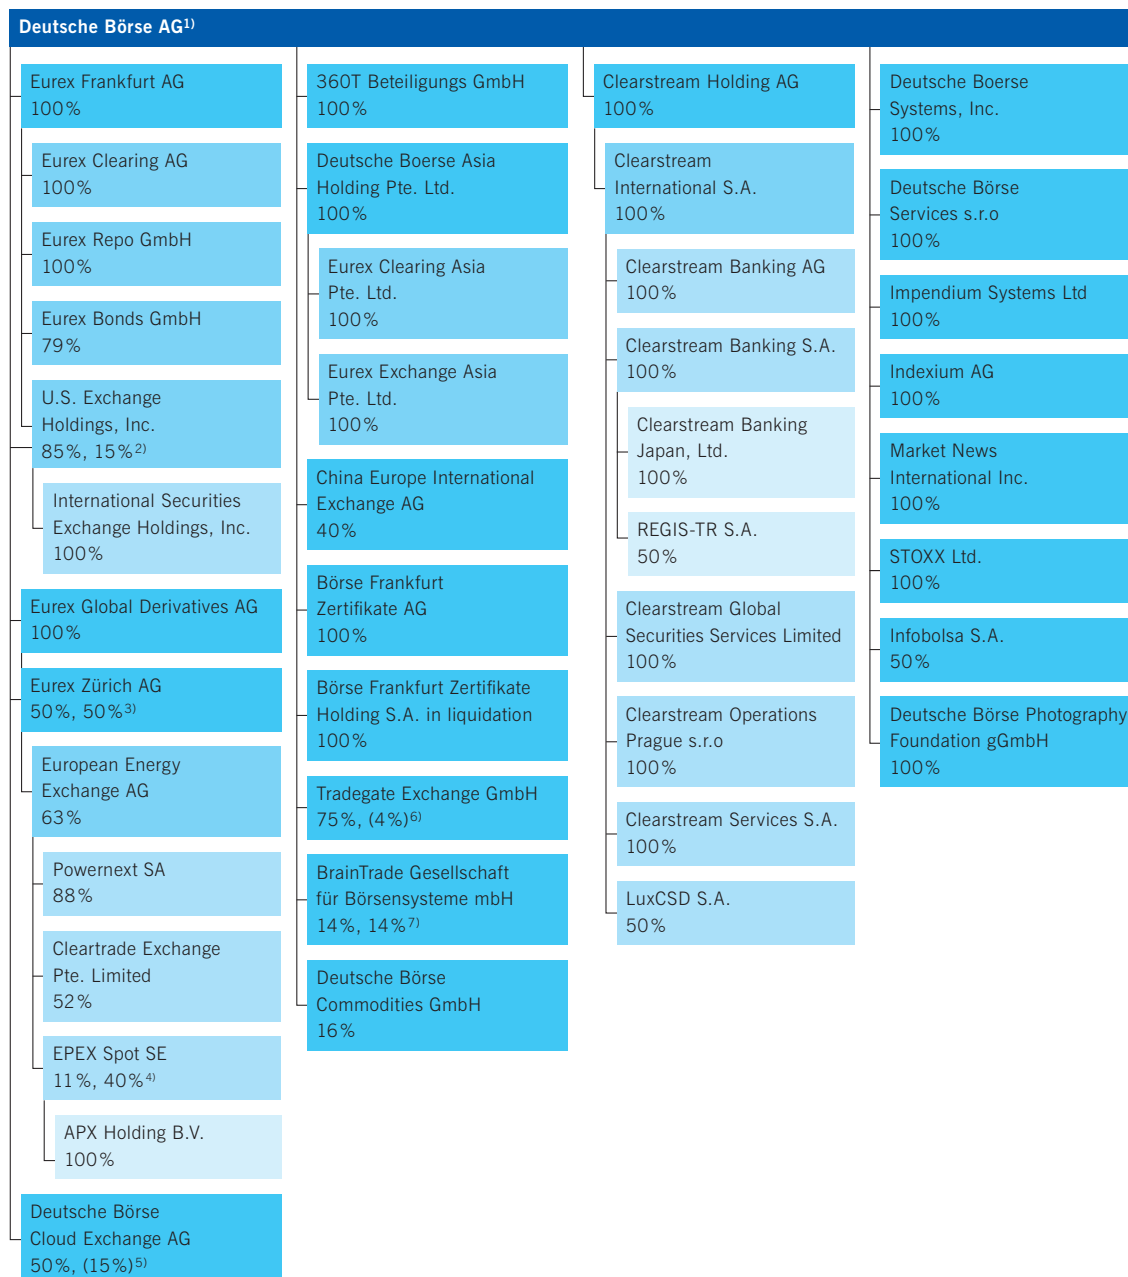 Deutsche Börse AG1)
Eurex Frankfurt AG
100%
Eurex Clearing AG
100%
Eurex Repo GmbH
100%
Eurex Bonds GmbH
79%
U.S. Exchange
Holdings, Inc.
85%, 15%2)
International Securities
Exchange Holdings, Inc.
100%
Eurex Global Derivatives AG
100%
Eurex Zürich AG
50%, 50%3)
European Energy
Exchange AG
63%
Powernext SA
88%
Cleartrade Exchange
Pte. Limited
52%
EPEX Spot SE
11%, 40%4)
APX Holding B.V.
100%
Deutsche Börse
Cloud Exchange AG
50%, (15%)5)
360T Beteiligungs GmbH
100%
Deutsche Boerse Asia
Holding Pte. Ltd.
100%
Eurex Clearing Asia
Pte. Ltd.
100%
Eurex Exchange Asia
Pte. Ltd.
100%
China Europe International
Exchange AG
40%
Börse Frankfurt
Zertifikate AG
100%
Börse Frankfurt Zertifikate
Holding S.A. in liquidation
100%
Tradegate Exchange GmbH
75%, (4%)6)
BrainTrade Gesellschaft
für Börsensysteme mbH
14%, 14%7)
Deutsche Börse
Commodities GmbH
16%
Clearstream Holding AG
100%
Clearstream
International S.A.
100%
Clearstream Banking AG
100%
Clearstream Banking S.A.
100%
Clearstream Banking
Japan, Ltd.
100%
REGIS-TR S.A.
50%
Clearstream Global
Securities Services Limited
100%
Clearstream Operations
Prague s.r.o
100%
Clearstream Services S.A.
100%
LuxCSD S.A.
50%
Deutsche Boerse
Systems, Inc.
100%
Deutsche Börse
Services s.r.o
100%
Impendium Systems Ltd
100%
Indexium AG
100%
Market News
International Inc.
100%
STOXX Ltd.
100%
Infobolsa S.A.
50%
Deutsche Börse Photography
Foundation gGmbH
100%